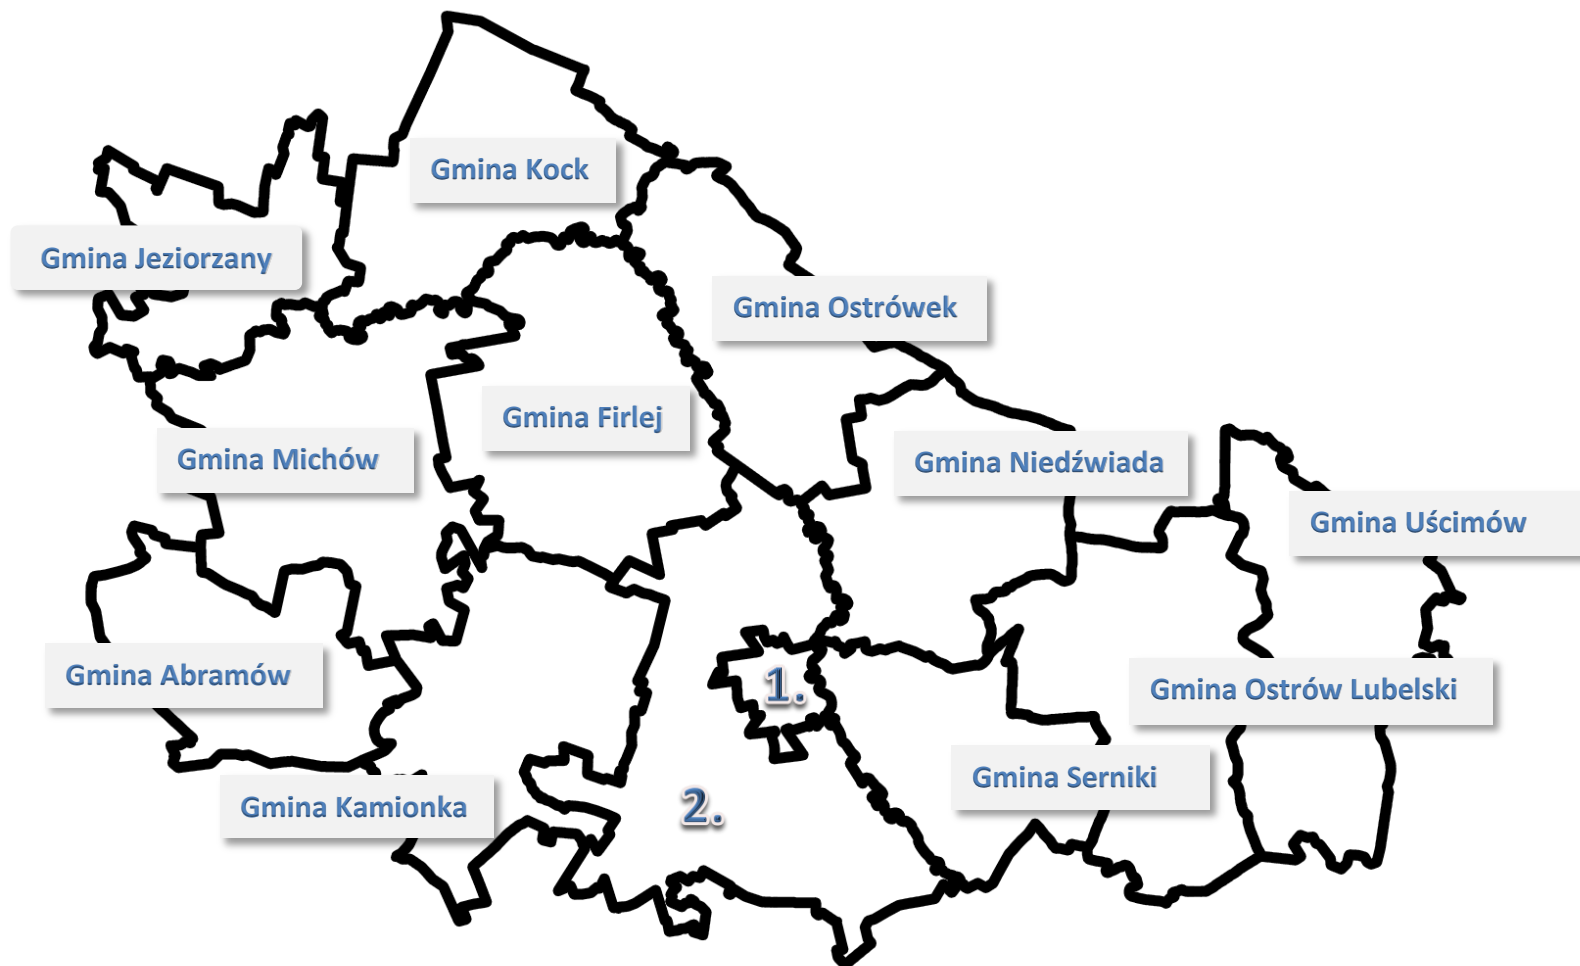 Gmina Kock
Gmina Jeziorzany
Gmina Ostrówek
Gmina Firlej
Gmina Michów
Gmina Niedźwiada
Gmina Uścimów
Gmina Abramów
1.
Gmina Ostrów Lubelski
Gmina Serniki
Gmina Kamionka
2.